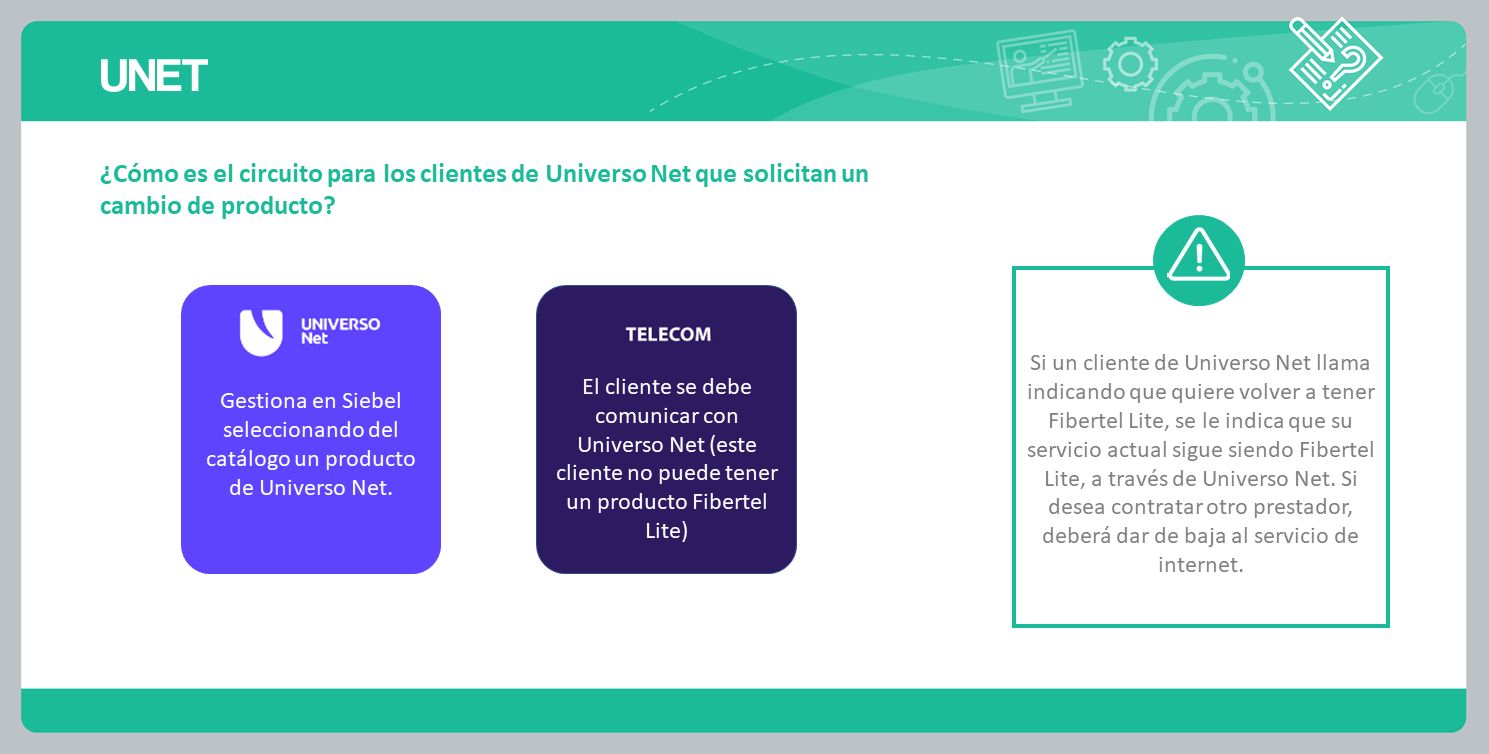 UNET
¿Cómo es el circuito para los clientes de Universo Net que solicitan un
cambio de producto?
UNIVERSO
Net
Gestiona en Siebel
seleccionando del
catálogo un producto
de Universo Net.
TELECOM
El cliente se debe
comunicar con
Universo Net (este
cliente no puede tener
un producto Fibertel
Lite)
Si un cliente de Universo Net llama
indicando que quiere volver a tener
Fibertel Lite, se le indica que su
servicio actual sigue siendo Fibertel
Lite, a través de Universo Net. Si
desea contratar otro prestador,
deberá dar de baja al servicio de
internet.